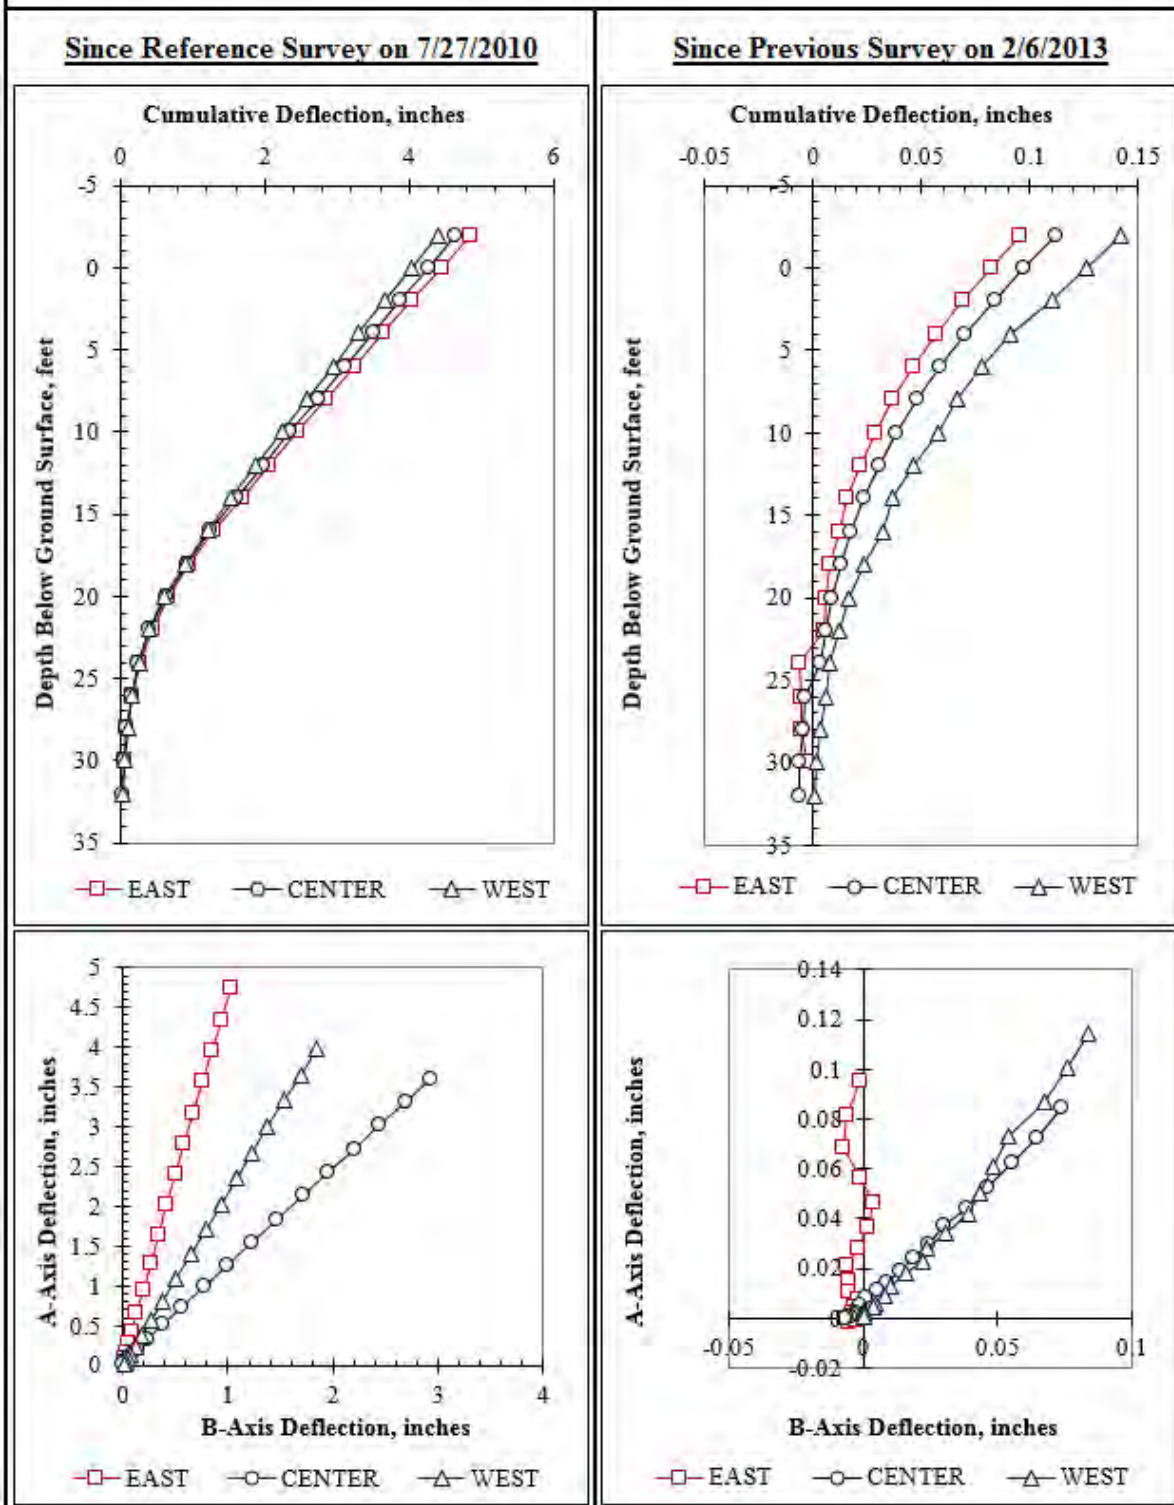 Since Reference Survey on 7/27/2010
Cumulative Deflection, inches
0 2 4 6
-5
0
5
10
15
20
25
30
35
Depth Below Ground Surface, feet
EAST CENTER WEST
Since Previous Survey on 2/6/2013
Cumulative Deflection, inches
-0.05 0 0.05 0.1 0.15
-5
0
5
10
15
20
25
30
35
Depth Below Ground Surface, feet
EAST CENTER WEST
5
4.5
4
3.5
3
2.5
2
1.5
1
0.5
0
A-Axis Deflection, inches
0 1 2 3 4
B-Axis Deflection, inches
EAST CENTER WEST
0.14
0.12
0.1
0.08
0.06
0.04
0.02
0
-0.02
A-Axis Deflection, inches
-0.05 0 0.05 0.1
B-Axis Deflection, inches
EAST CENTER WEST